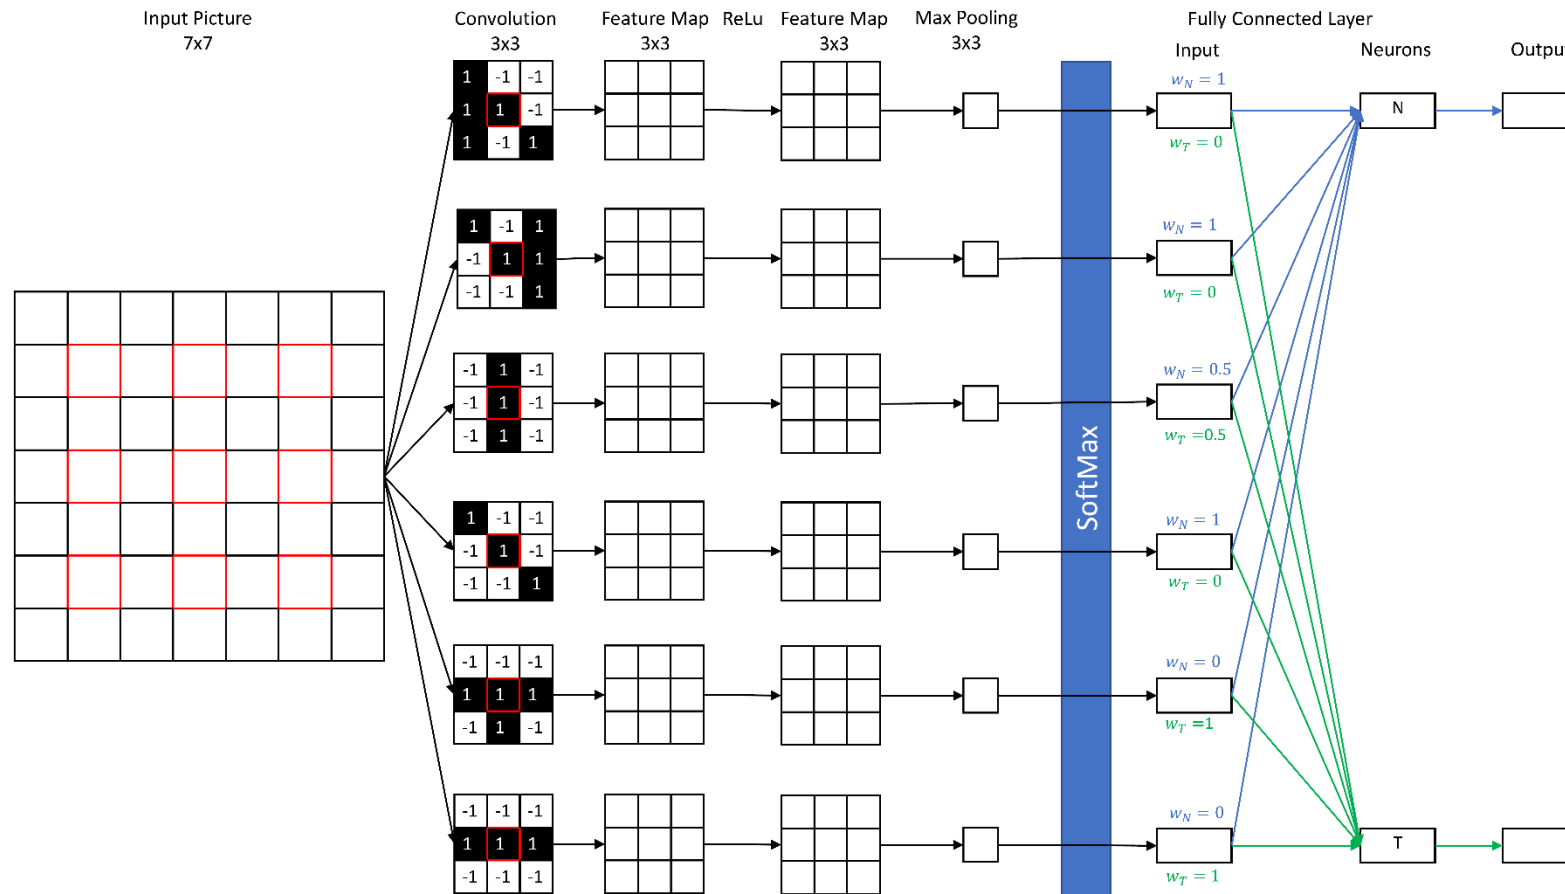 Input Picture
7x7
Convolution
3x3
Feature Map
3x3
ReLu
Feature Map
3x3
Max Pooling
3x3
Fully Connected Layer
Input
Neurons
Output
1 -1 -1
1 1 -1
1 -1 1
w_N = 1
w_T = 0
N
1 -1 1
-1 1 1
-1 -1 1
w_N = 1
w_T = 0
-1 1 -1
-1 1 -1
-1 1 -1
w_N = 0.5
w_T =0.5
SoftMax
1 -1 -1
-1 1 -1
-1 -1 1
w_N = 1
w_T = 0
-1 -1 -1
1 1 1
-1 1 -1
w_N = 0
w_T =1
-1 -1 -1
1 1 1
-1 -1 -1
w_N = 0
w_T = 1
T